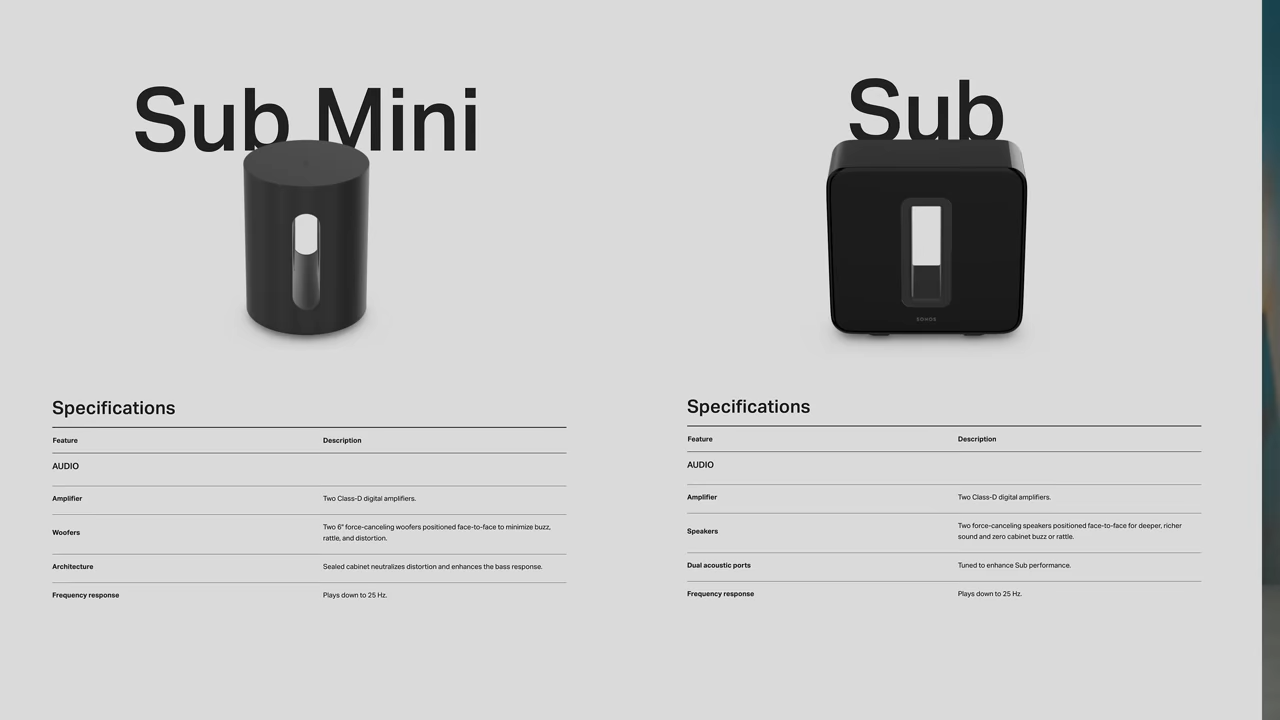 Sub Mini
Specifications
Feature Description
AUDIO
Amplifier Two Class-D digital amplifiers.
Woofers Two 6" force-canceling woofers positioned face-to-face to minimize buzz,
rattle, and distortion.
Architecture Sealed cabinet neutralizes distortion and enhances the bass response.
Frequency response Plays down to 25 Hz.
Sub
SONOS
Specifications
Feature Description
AUDIO
Amplifier Two Class-D digital amplifiers.
Speakers Two force-canceling speakers positioned face-to-face for deeper, richer
sound and zero cabinet buzz or rattle.
Dual acoustic ports Tuned to enhance Sub performance.
Frequency response Plays down to 25 Hz.